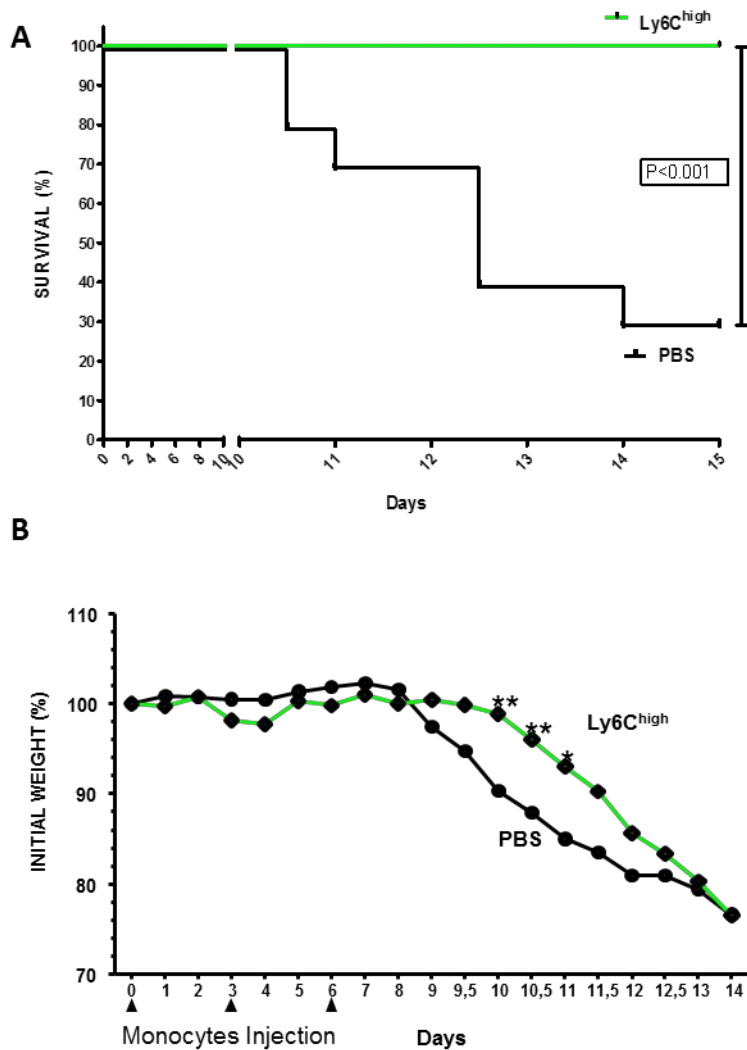 A
Ly6Chigh
100
90
80
70
60
50
40
30
20
10
0
SURVIVAL (%)
P<0.001
PBS
0 2 4 6 8 10 10 11 12 13 14 15
Days
B
110
100
90
80
70
INITIAL WEIGHT (%)
** ** *
Ly6Chigh
PBS
0 1 2 3 4 5 6 7 8 9 9,5 10 10,5 11 11,5 12 12,5 13 14
Monocytes Injection Days